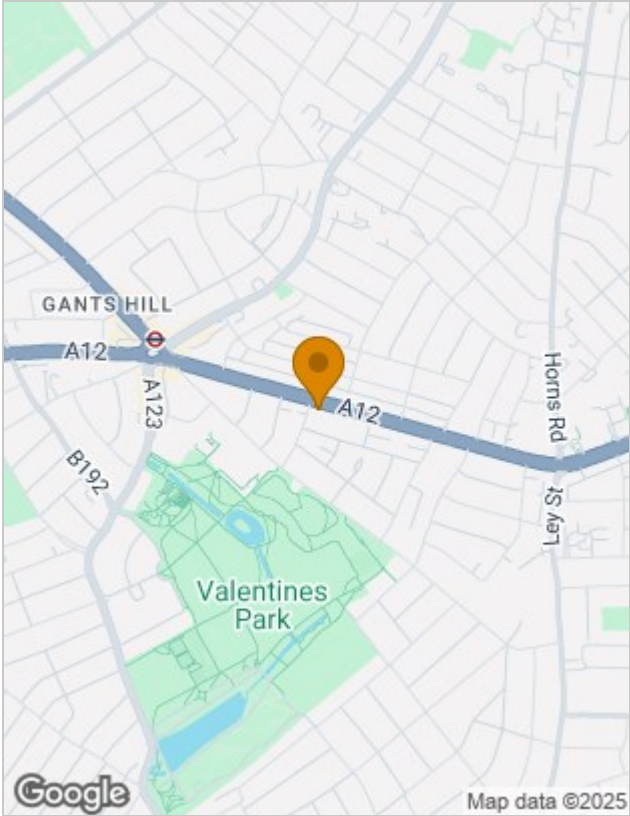 GANTS HILL
A12
A12
A123
Horns Rd
B192
Ley St
Valentines
Park
Google
Map data ©2025